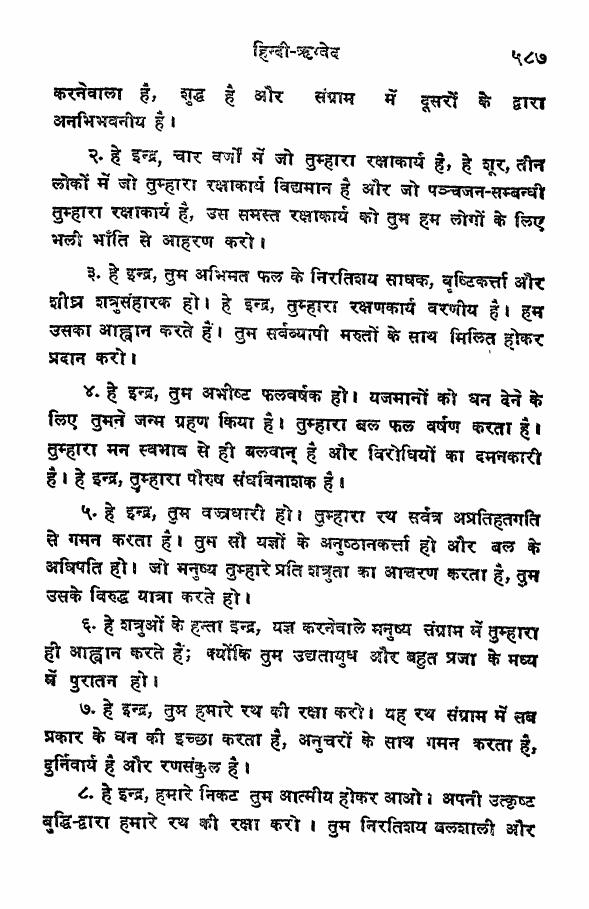 हिन्दी-ऋग्वेद ५८७
करनेवाला है, शुद्ध है और संग्राम में दूसरों के द्वारा
अनभिभवनीय है।
२. हे इन्द्र, चार वर्णों में जो तुम्हारा रक्षाकार्य है, हे शूर, तीन
लोकों में जो तुम्हारा रक्षाकार्य विद्यमान है और जो पञ्चजन-सम्बन्धी
तुम्हारा रक्षाकार्य है, उस समस्त रक्षाकार्य को तुम हम लोगों के लिए
भली भाँति से आहरण करो।
३. हे इन्द्र, तुम अभिमत फल के निरतिशय साधक, वृष्टिकर्त्ता और
शीघ्र शत्रुसंहारक हो। हे इन्द्र, तुम्हारा रक्षणकार्य वरणीय है। हम
उसका आह्वान करते हैं। तुम सर्वव्यापी मरुतों के साथ मिलित होकर
प्रदान करो।
४. हे इन्द्र, तुम अभीष्ट फलवर्षक हो। यजमानों को धन देने के
लिए तुमने जन्म ग्रहण किया है। तुम्हारा बल फल वर्षण करता है।
तुम्हारा मन स्वभाव से ही बलवान् है और विरोधियों का दमनकारी
है। हे इन्द्र, तुम्हारा पौरुष संघविनाशक है।
५. हे इन्द्र, तुम वज्रधारी हो। तुम्हारा रथ सर्वत्र अप्रतिहतगति
से गमन करता है। तुम सौ यज्ञों के अनुष्ठानकर्त्ता हो और बल के
अधिपति हो। जो मनुष्य तुम्हारे प्रति शत्रुता का आचरण करता है, तुम
उसके विरुद्ध यात्रा करते हो।
६. हे शत्रुओं के हन्ता इन्द्र, यज्ञ करनेवाले मनुष्य संग्राम में तुम्हारा
ही आह्वान करते हैं; क्योंकि तुम उद्यतायुध और बहुत प्रजा के मध्य
में पुरातन हो।
७. हे इन्द्र, तुम हमारे रथ की रक्षा करो। यह रथ संग्राम में सब
प्रकार के धन की इच्छा करता है, अनुचरों के साथ गमन करता है,
दुर्निवार्य है और रणसंकुल है।
८. हे इन्द्र, हमारे निकट तुम आत्मीय होकर आओ। अपनी उत्कृष्ट
बुद्धि-द्वारा हमारे रथ की रक्षा करो। तुम निरतिशय बलशाली और